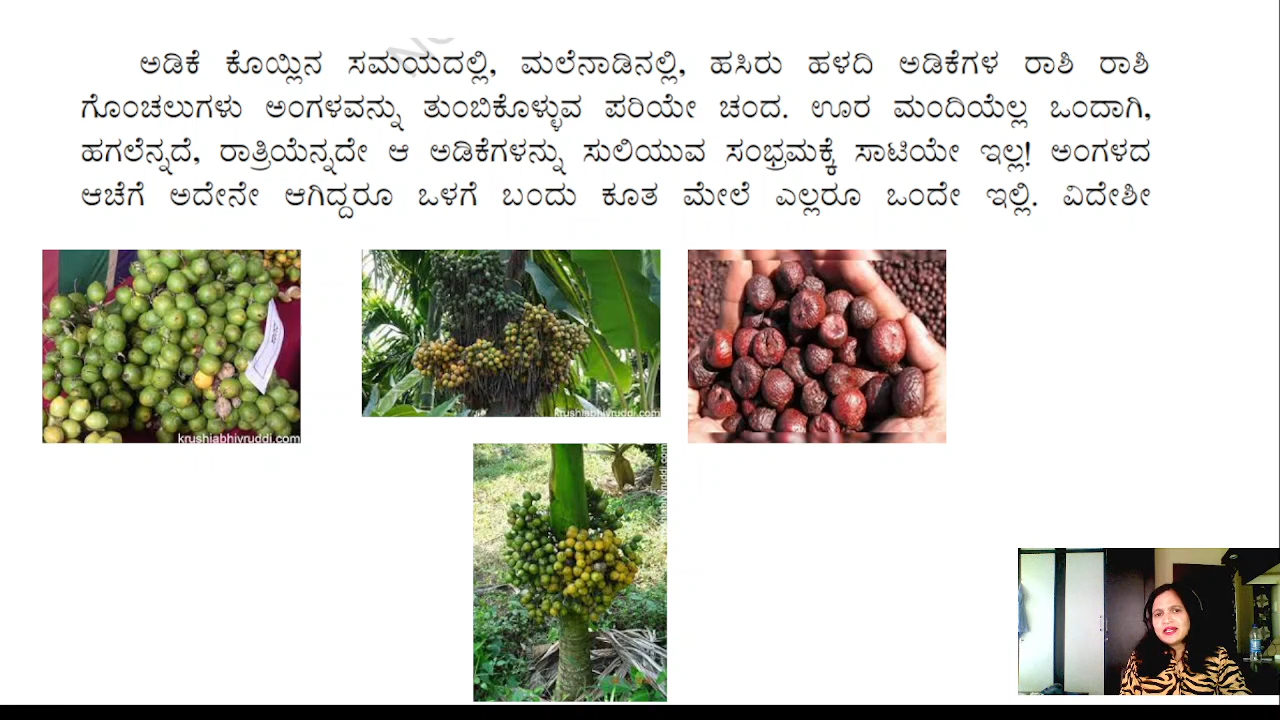 ಅಡಿಕೆ ಕೊಯ್ಲಿನ ಸಮಯದಲ್ಲಿ, ಮಲೆನಾಡಿನಲ್ಲಿ, ಹಸಿರು ಹಳದಿ ಅಡಿಕೆಗಳ ರಾಶಿ ರಾಶಿ
ಗೊಂಚಲುಗಳು ಅಂಗಳವನ್ನು ತುಂಬಿಕೊಳ್ಳುವ ಪರಿಯೇ ಚಂದ. ಊರ ಮಂದಿಯೆಲ್ಲ ಒಂದಾಗಿ,
ಹಗಲೆನ್ನದೆ, ರಾತ್ರಿಯೆನ್ನದೇ ಆ ಅಡಿಕೆಗಳನ್ನು ಸುಲಿಯುವ ಸಂಭ್ರಮಕ್ಕೆ ಸಾಟಿಯೇ ಇಲ್ಲ! ಅಂಗಳದ
ಆಚೆಗೆ ಅದೇನೇ ಆಗಿದ್ದರೂ ಒಳಗೆ ಬಂದು ಕೂತ ಮೇಲೆ ಎಲ್ಲರೂ ಒಂದೇ ಇಲ್ಲಿ. ವಿದೇಶೀ
krushiabhivruddi.com
krushiabhivruddi.com